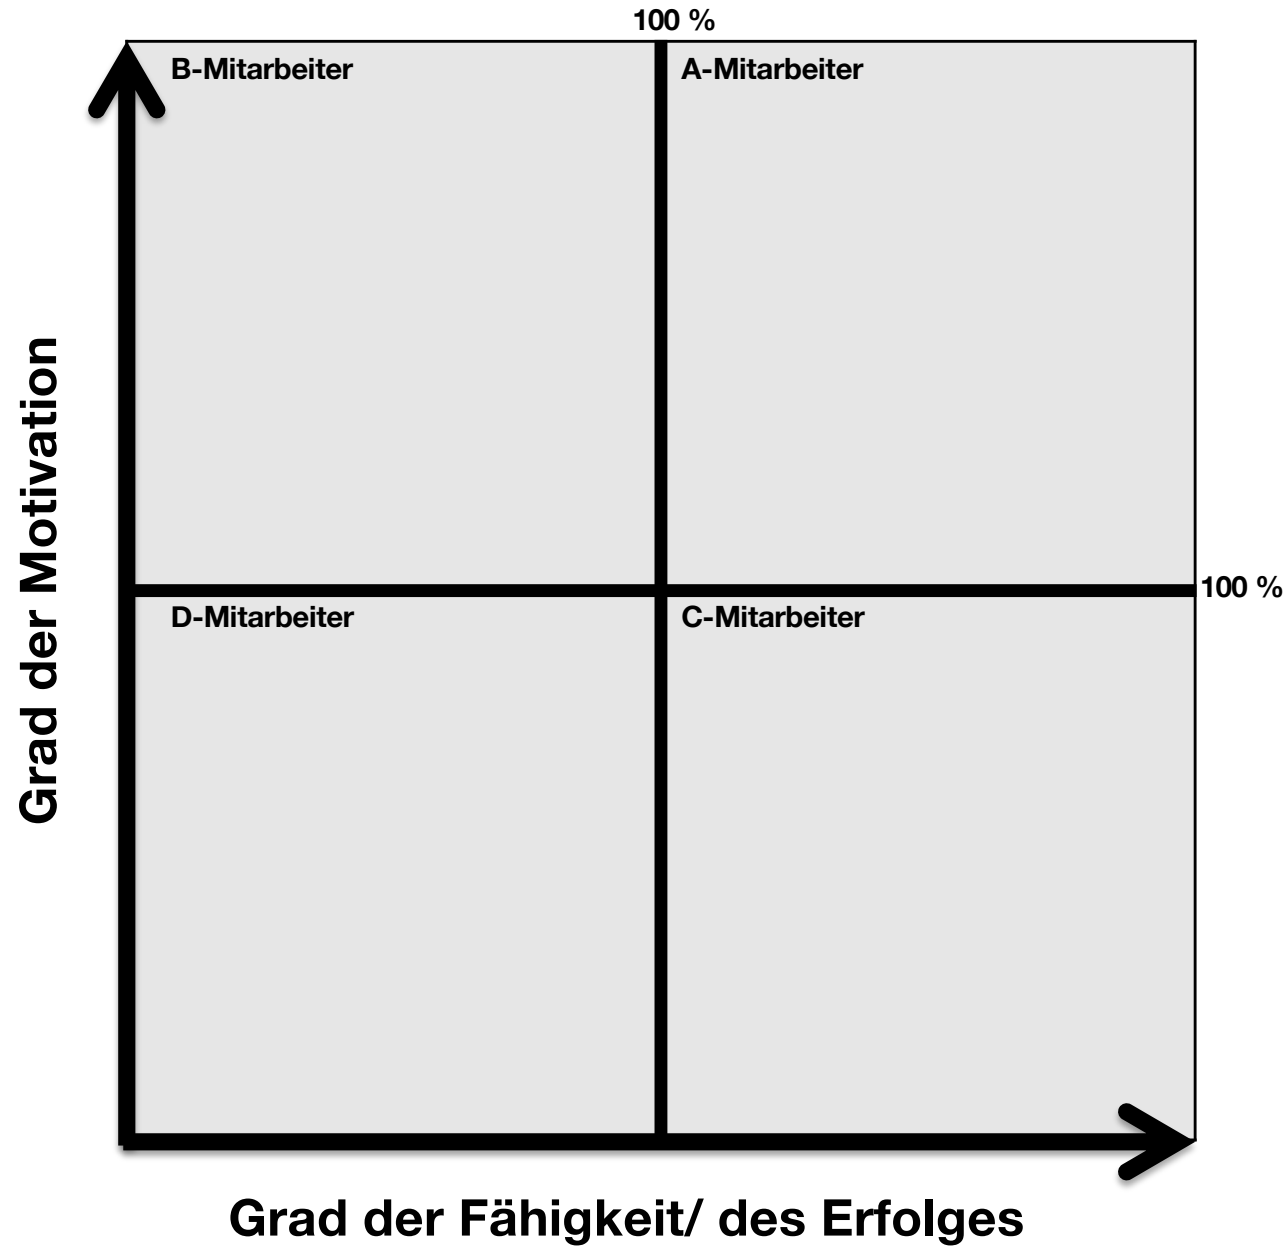 100 %
B-Mitarbeiter
A-Mitarbeiter
Grad der Motivation
100 %
D-Mitarbeiter
C-Mitarbeiter
Grad der Fähigkeit/ des Erfolges